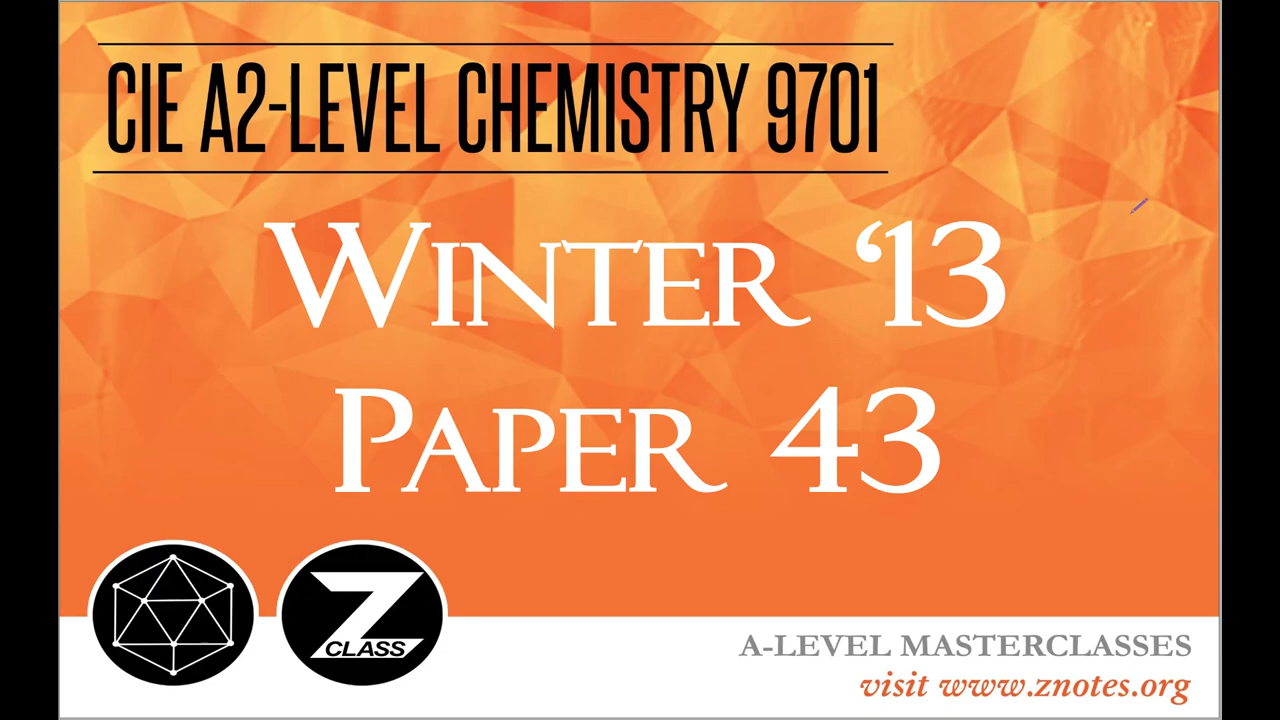 CIE A2-LEVEL CHEMISTRY 9701
WINTER ‘13
PAPER 43
Z
CLASS
A-LEVEL MASTERCLASSES
visit www.znotes.org